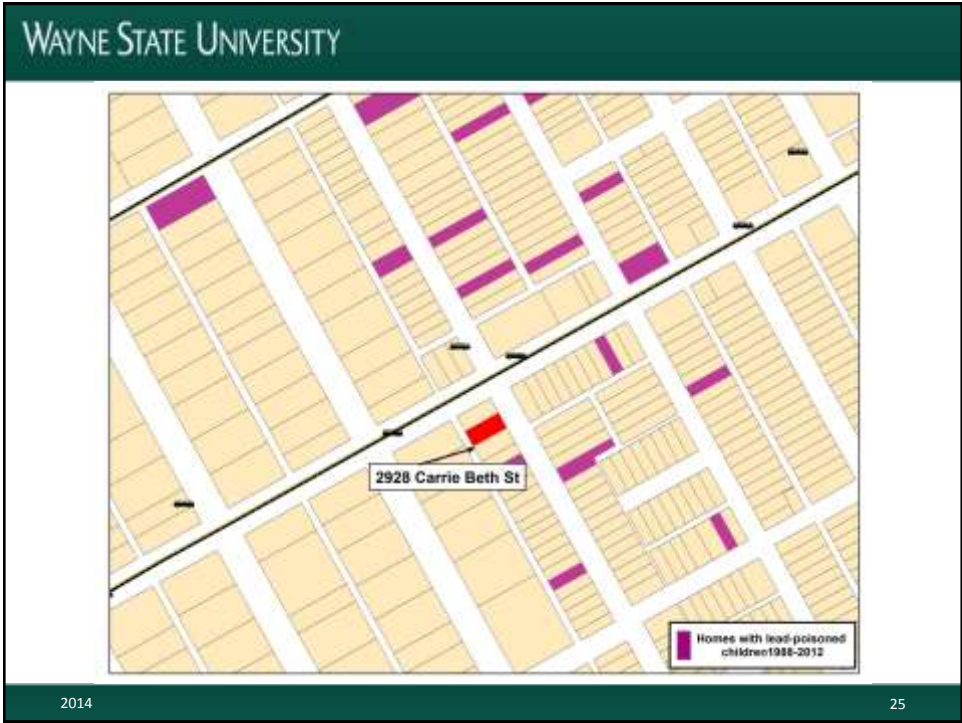 WAYNE STATE UNIVERSITY
2928 Carrie Beth St
Homes with lead-poisoned
children1988-2012
2014
25